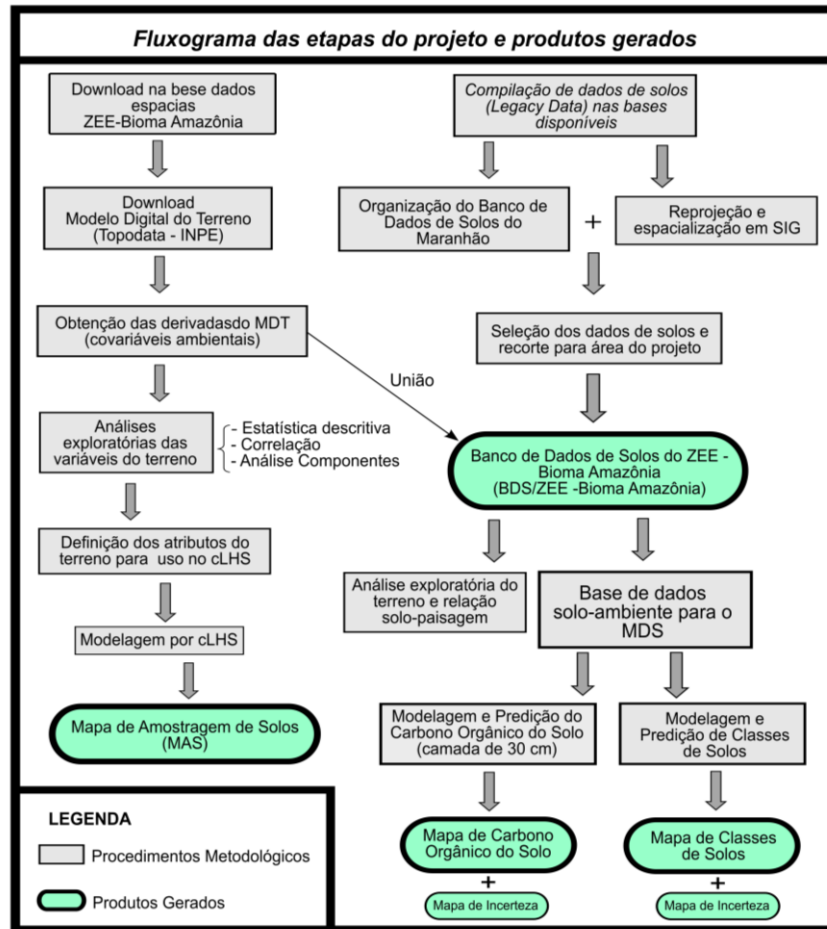 Fluxograma das etapas do projeto e produtos gerados
Download na bese dados
espacias
ZEE-Bioma Amazônia
Download
Modelo Digital do Terreno
(Topodata - INPE)
Obtenção das derivadasdo MDT
(covariáveis ambientais)
União
Análises
exploratórias das
variáveis do terreno
- Estatística descritiva
- Correlação
- Análise Componentes
Definição dos atributos do
terreno para uso no cLHS
Modelagem por cLHS
Mapa de Amostragem de Solos
(MAS)
Compilação de dados de solos
(Legacy Data) nas bases
disponíveis
Organização do Banco de
Dados de Solos do
Maranhão
+
Reprojeção e
espacialização em SIG
Seleção dos dados de solos e
recorte para área do projeto
Banco de Dados de Solos do ZEE -
Bioma Amazônia
(BDS/ZEE -Bioma Amazônia)
Análise exploratória do
terreno e relação
solo-paisagem
Base de dados
solo-ambiente para o
MDS
Modelagem e Predição do
Carbono Orgânico do Solo
(camada de 30 cm)
Modelagem e
Predição de Classes
de Solos
Mapa de Carbono
Orgânico do Solo
+
Mapa de Incerteza
Mapa de Classes
de Solos
+
Mapa de Incerteza
LEGENDA
Procedimentos Metodológicos
Produtos Gerados